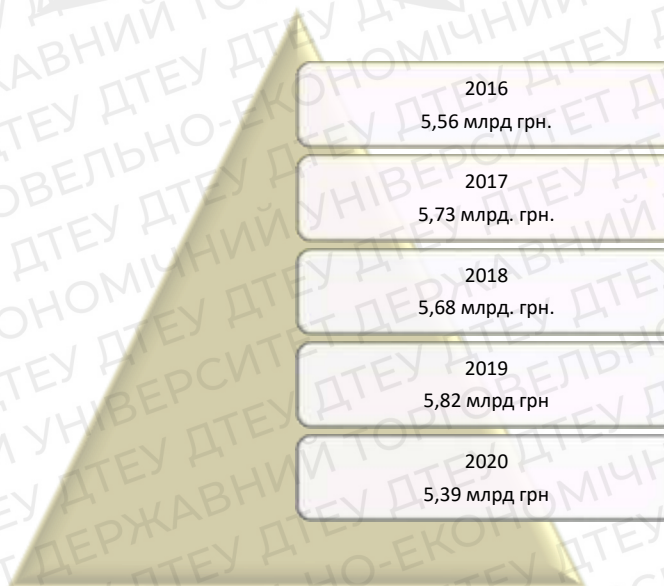 2016
5,56 млрд грн.
2017
5,73 млрд. грн.
2018
5,68 млрд. грн.
2019
5,82 млрд грн
2020
5,39 млрд грн